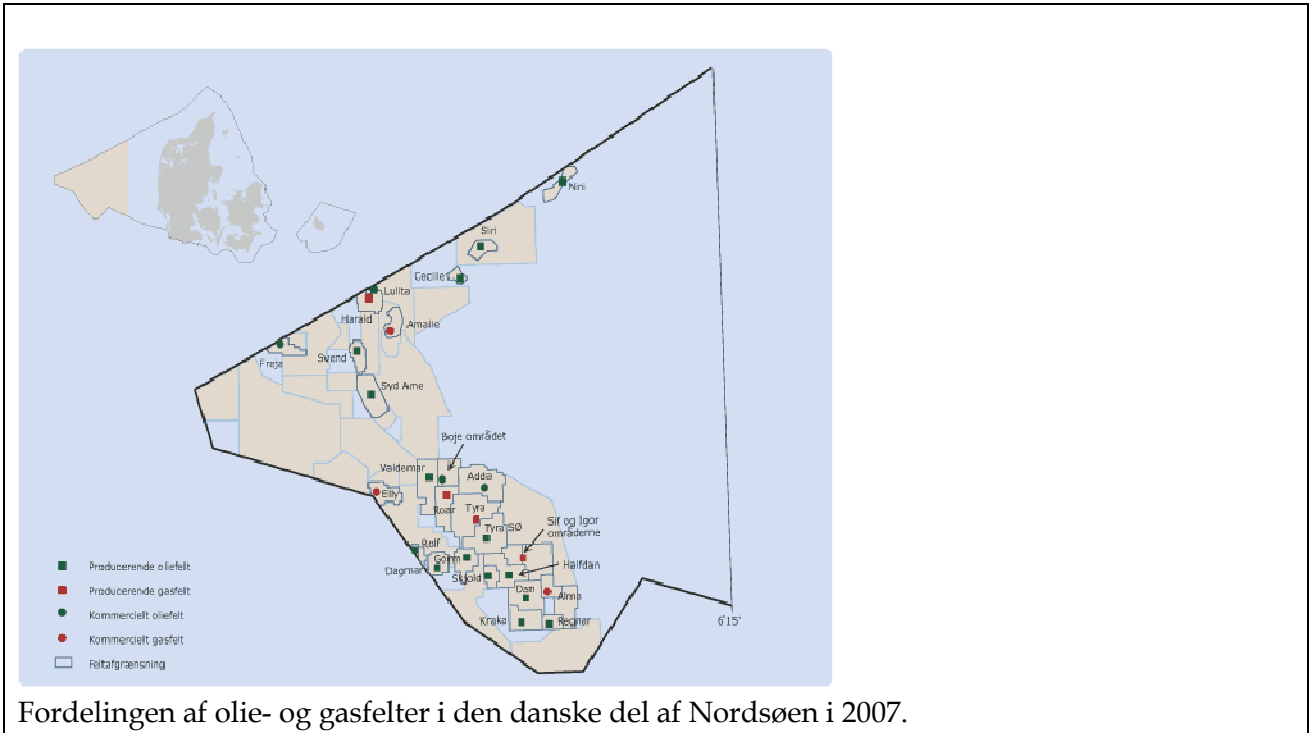 Nini
Siri
Cecilie
Lulita
Harald
Amalie
Freja
Svend
Syd Arne
Boje området
Valdemar
Adda
Elly
Roar
Tyra
Tyra SØ
Sif og Igor
områderne
Rolf
Gorm
Dagmar
Skjold
Halfdan
Dan
Alma
Kraka
Regnar
6°15'
Producerende oliefelt
Producerende gasfelt
Kommercielt oliefelt
Kommercielt gasfelt
Feltafgrænsning
Fordelingen af olie- og gasfelter i den danske del af Nordsøen i 2007.